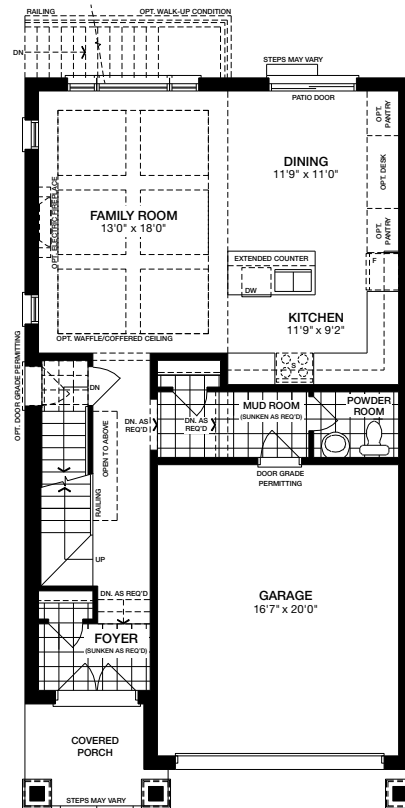 RAILING
OPT. WALK-UP CONDITION
DN
STEPS MAY VARY
PATIO DOOR
OPT. PANTRY
DINING
11'9" x 11'0"
OPT. DESK
FAMILY ROOM
13'0" x 18'0"
OPT. ELECTRIC FIREPLACE
OPT. PANTRY
EXTENDED COUNTER
F
DW
KITCHEN
11'9" x 9'2"
OPT. WAFFLE/COFFERED CEILING
S
OPT. DOOR GRADE PERMITTING
DN
MUD ROOM
(SUNKEN AS REQ'D)
POWDER
ROOM
DN. AS
REQ'D
DN. AS
REQ'D
OPEN TO ABOVE
RAILING
DOOR GRADE
PERMITTING
UP
DN. AS REQ'D
GARAGE
16'7" x 20'0"
FOYER
(SUNKEN AS REQ'D)
COVERED
PORCH
STEPS MAY VARY